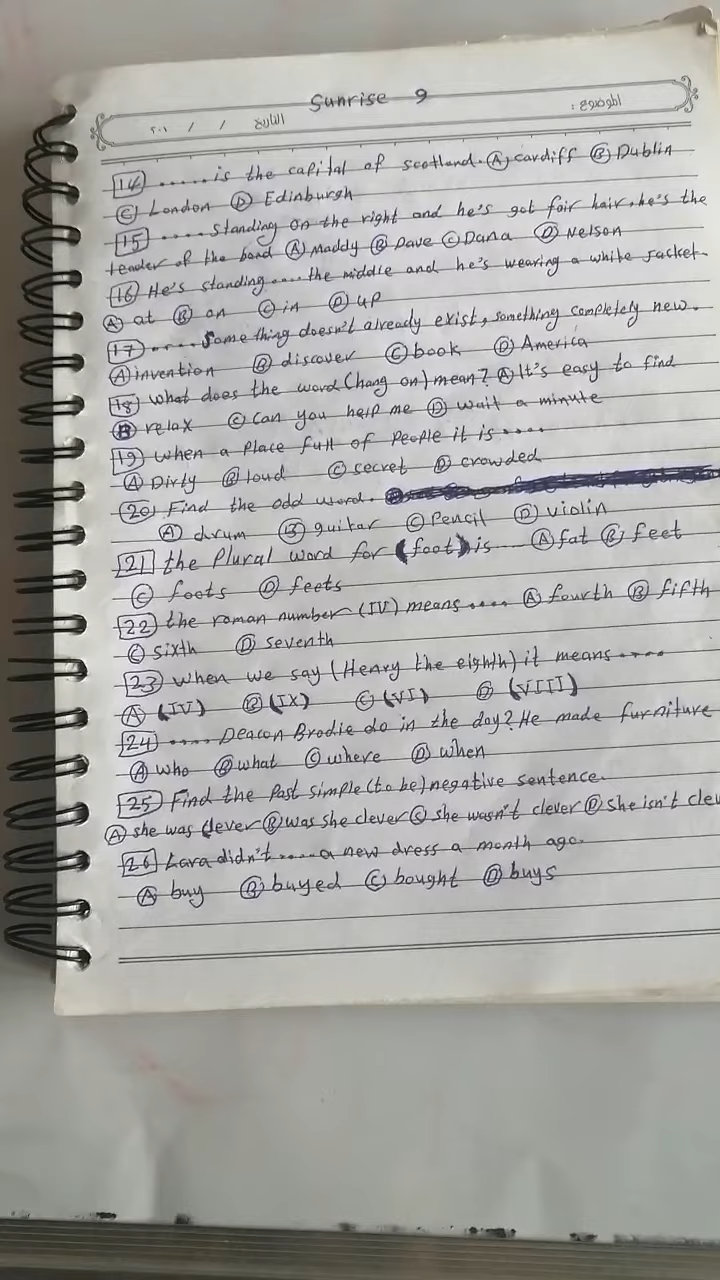 Sunrise 9
الموضوع :
التاريخ / / ٢٠١
14 ...... is the capital of scotland. A cardiff B Dublin
C London D Edinburgh
15 .... Standing on the right and he's got fair hair, he's the
leader of the band A Maddy B Dave C Dana D Nelson
16 He's standing.... the middle and he's wearing a white Jacket.
A at B on C in D up
17 ..... Some thing doesn't already exist, something completely new.
A invention B discover C book D America
18 what does the word (hang on) mean? A It's easy to find
B relax C can you help me D wait a minute
19 when a Place full of People it is .....
A Dirty B loud C secret D crowded
20 Find the odd word.
A drum B guitar C Pencil D violin
21 the Plural word for (foot) is .... A fat B feet
C foots D feets
22 the roman number (IV) means .... A fourth B fifth
C sixth D seventh
23 when we say (Henry the eighth) it means .....
A (IV) B (IX) C (VI) D (VIII)
24 ..... Deacon Brodie do in the day? He made furniture
A who B what C where D when
25 Find the Past simple (to be) negative sentence.
A she was clever B was she clever C she wasn't clever D she isn't clev
26 Lara didn't ..... a new dress a month ago.
A buy B buyed C bought D buys